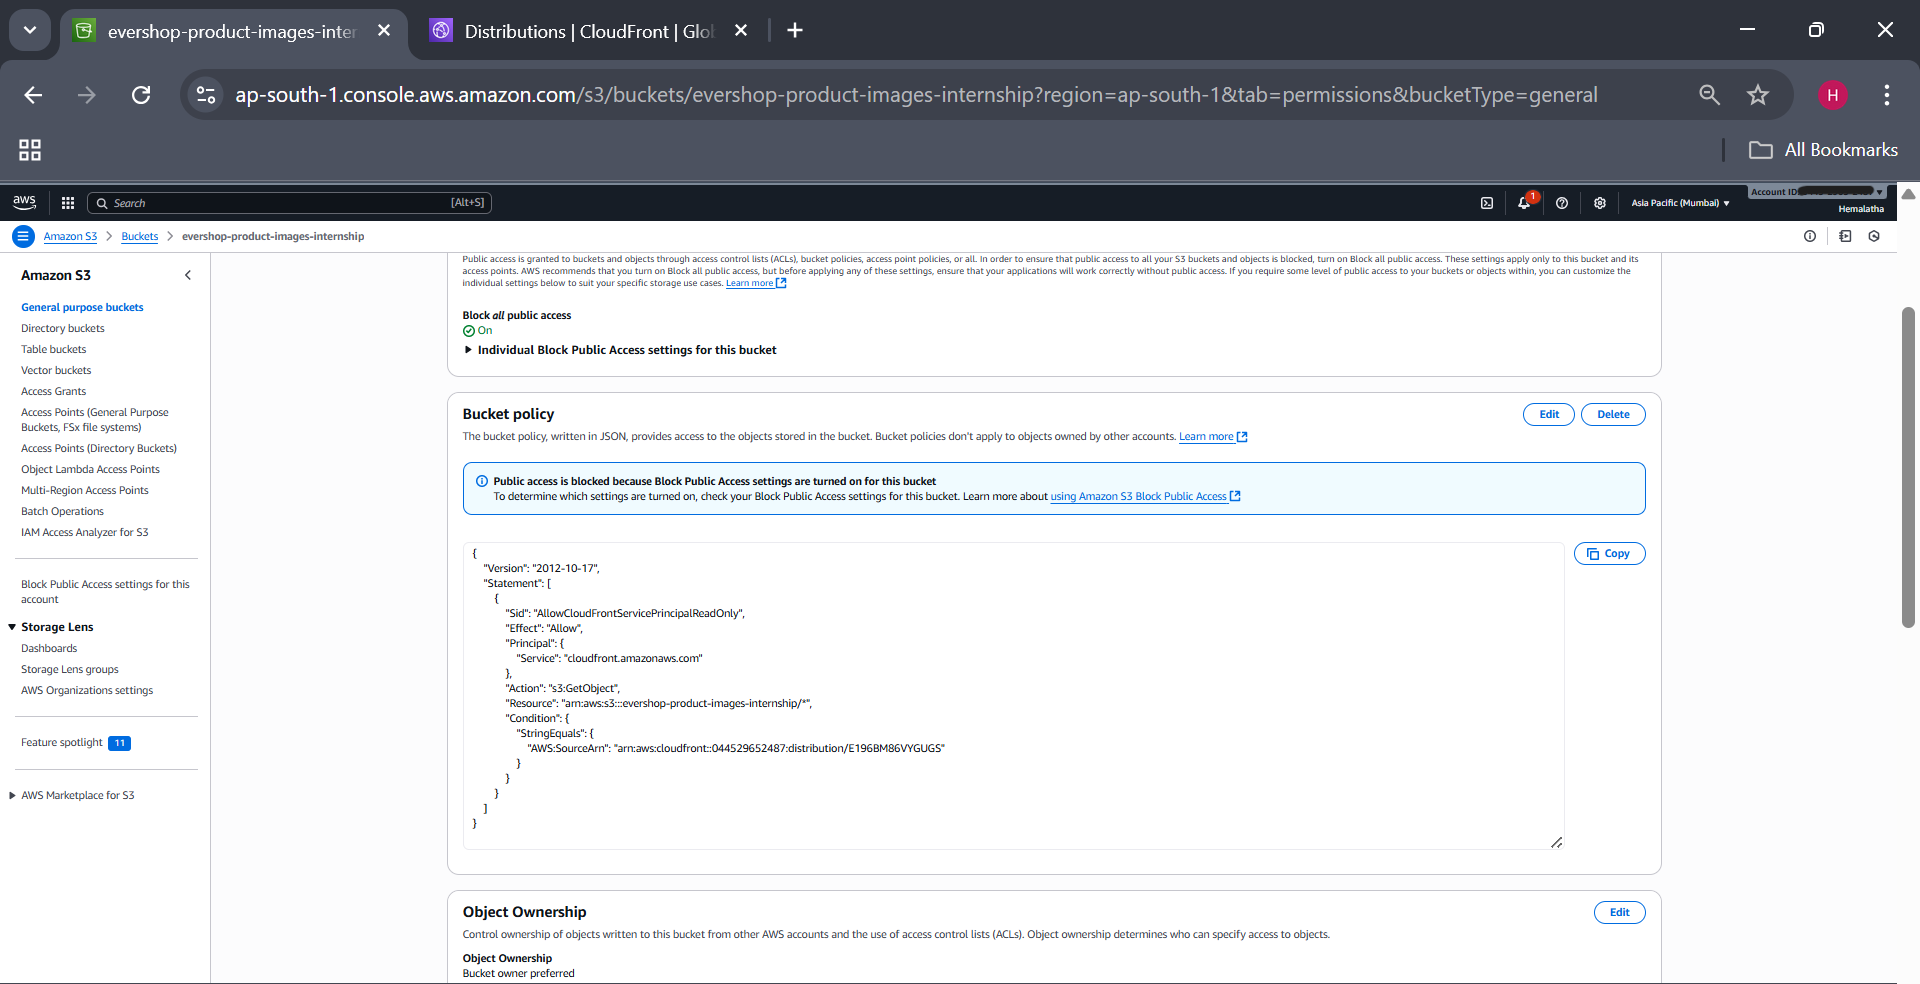 evershop-product-images-inter
Distributions | CloudFront | Glo
ap-south-1.console.aws.amazon.com/s3/buckets/evershop-product-images-internship?region=ap-south-1&tab=permissions&bucketType=general
H
All Bookmarks
aws
Search
[Alt+S]
1
Asia Pacific (Mumbai)
Account ID:
Hemalatha
Amazon S3 > Buckets > evershop-product-images-internship
Amazon S3
General purpose buckets
Directory buckets
Table buckets
Vector buckets
Access Grants
Access Points (General Purpose
Buckets, FSx file systems)
Access Points (Directory Buckets)
Object Lambda Access Points
Multi-Region Access Points
Batch Operations
IAM Access Analyzer for S3
Block Public Access settings for this
account
Storage Lens
Dashboards
Storage Lens groups
AWS Organizations settings
Feature spotlight 11
AWS Marketplace for S3
Public access is granted to buckets and objects through access control lists (ACLs), bucket policies, access point policies, or all. In order to ensure that public access to all your S3 buckets and objects is blocked, turn on Block all public access. These settings apply only to this bucket and its
access points. AWS recommends that you turn on Block all public access, but before applying any of these settings, ensure that your applications will work correctly without public access. If you require some level of public access to your buckets or objects within, you can customize the
individual settings below to suit your specific storage use cases. Learn more
Block all public access
On
Individual Block Public Access settings for this bucket
Bucket policy
Edit
Delete
The bucket policy, written in JSON, provides access to the objects stored in the bucket. Bucket policies don't apply to objects owned by other accounts. Learn more
Public access is blocked because Block Public Access settings are turned on for this bucket
To determine which settings are turned on, check your Block Public Access settings for this bucket. Learn more about using Amazon S3 Block Public Access
Copy
{
"Version": "2012-10-17",
"Statement": [
{
"Sid": "AllowCloudFrontServicePrincipalReadOnly",
"Effect": "Allow",
"Principal": {
"Service": "cloudfront.amazonaws.com"
},
"Action": "s3:GetObject",
"Resource": "arn:aws:s3:::evershop-product-images-internship/*",
"Condition": {
"StringEquals": {
"AWS:SourceArn": "arn:aws:cloudfront::044529652487:distribution/E196BM86VYGUGS"
}
}
}
]
}
Object Ownership
Edit
Control ownership of objects written to this bucket from other AWS accounts and the use of access control lists (ACLs). Object ownership determines who can specify access to objects.
Object Ownership
Bucket owner preferred